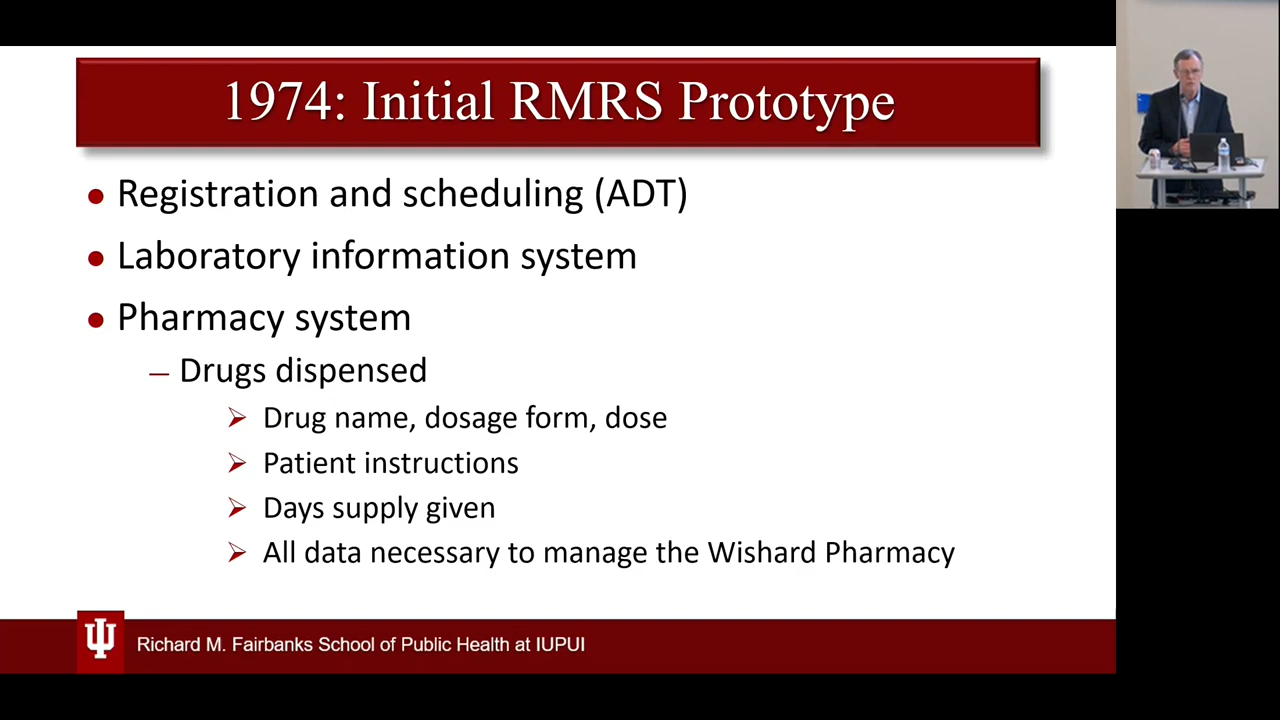 1974: Initial RMRS Prototype
• Registration and scheduling (ADT)
• Laboratory information system
• Pharmacy system
– Drugs dispensed
➢ Drug name, dosage form, dose
➢ Patient instructions
➢ Days supply given
➢ All data necessary to manage the Wishard Pharmacy
Richard M. Fairbanks School of Public Health at IUPUI